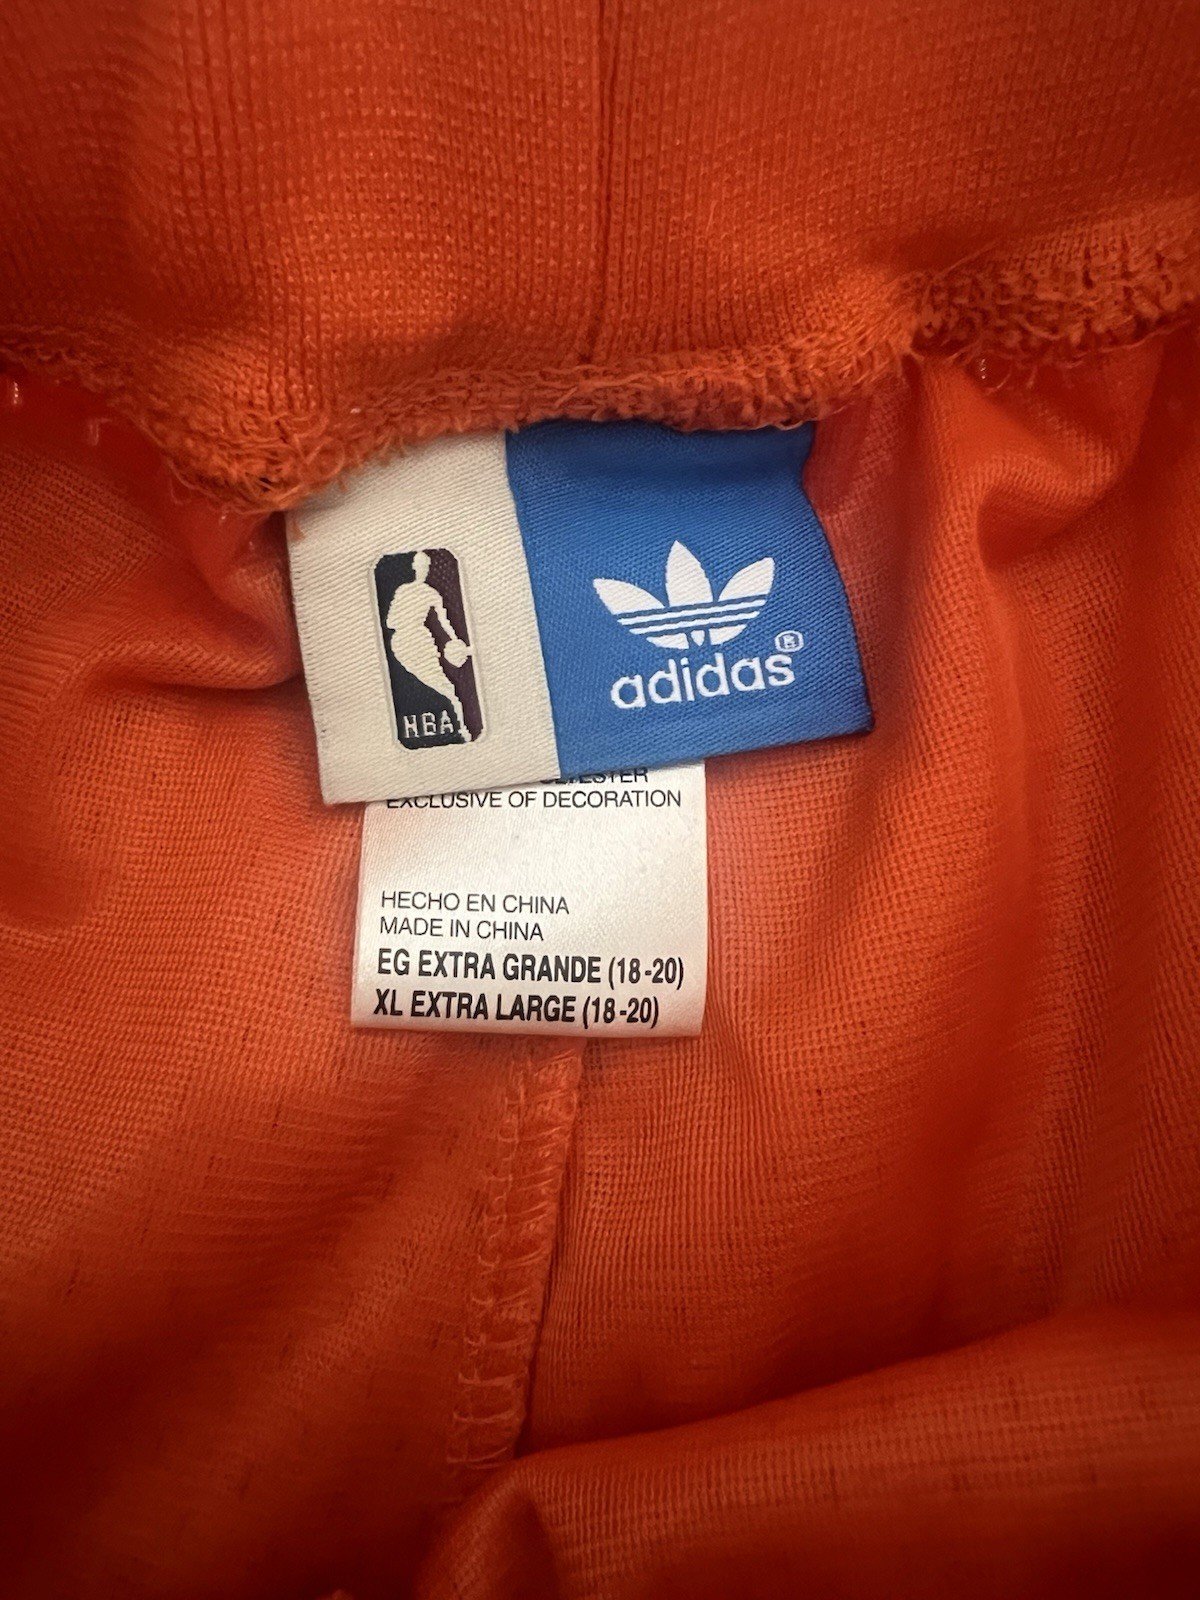 NBA
adidas®
EXCLUSIVE OF DECORATION
HECHO EN CHINA
MADE IN CHINA
EG EXTRA GRANDE (18-20)
XL EXTRA LARGE (18-20)